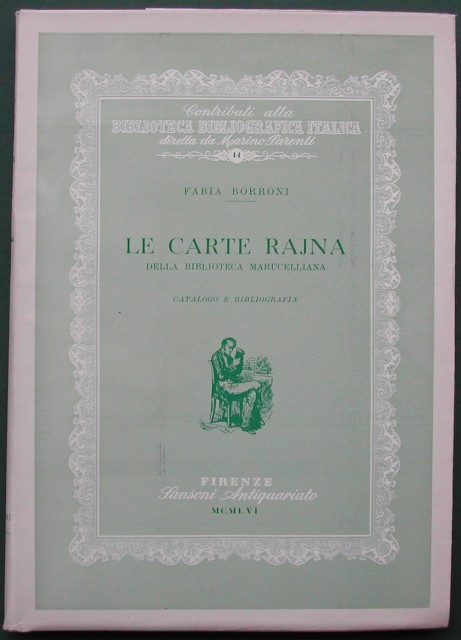 Contributi alla
BIBLIOTECA BIBLIOGRAFICA ITALICA
diretta da Marino Parenti
14
FABIA BORRONI
LE CARTE RAJNA
DELLA BIBLIOTECA MARUCELLIANA
CATALOGO E BIBLIOGRAFIA
FIRENZE
Sansoni Antiquariato
MCMLVI